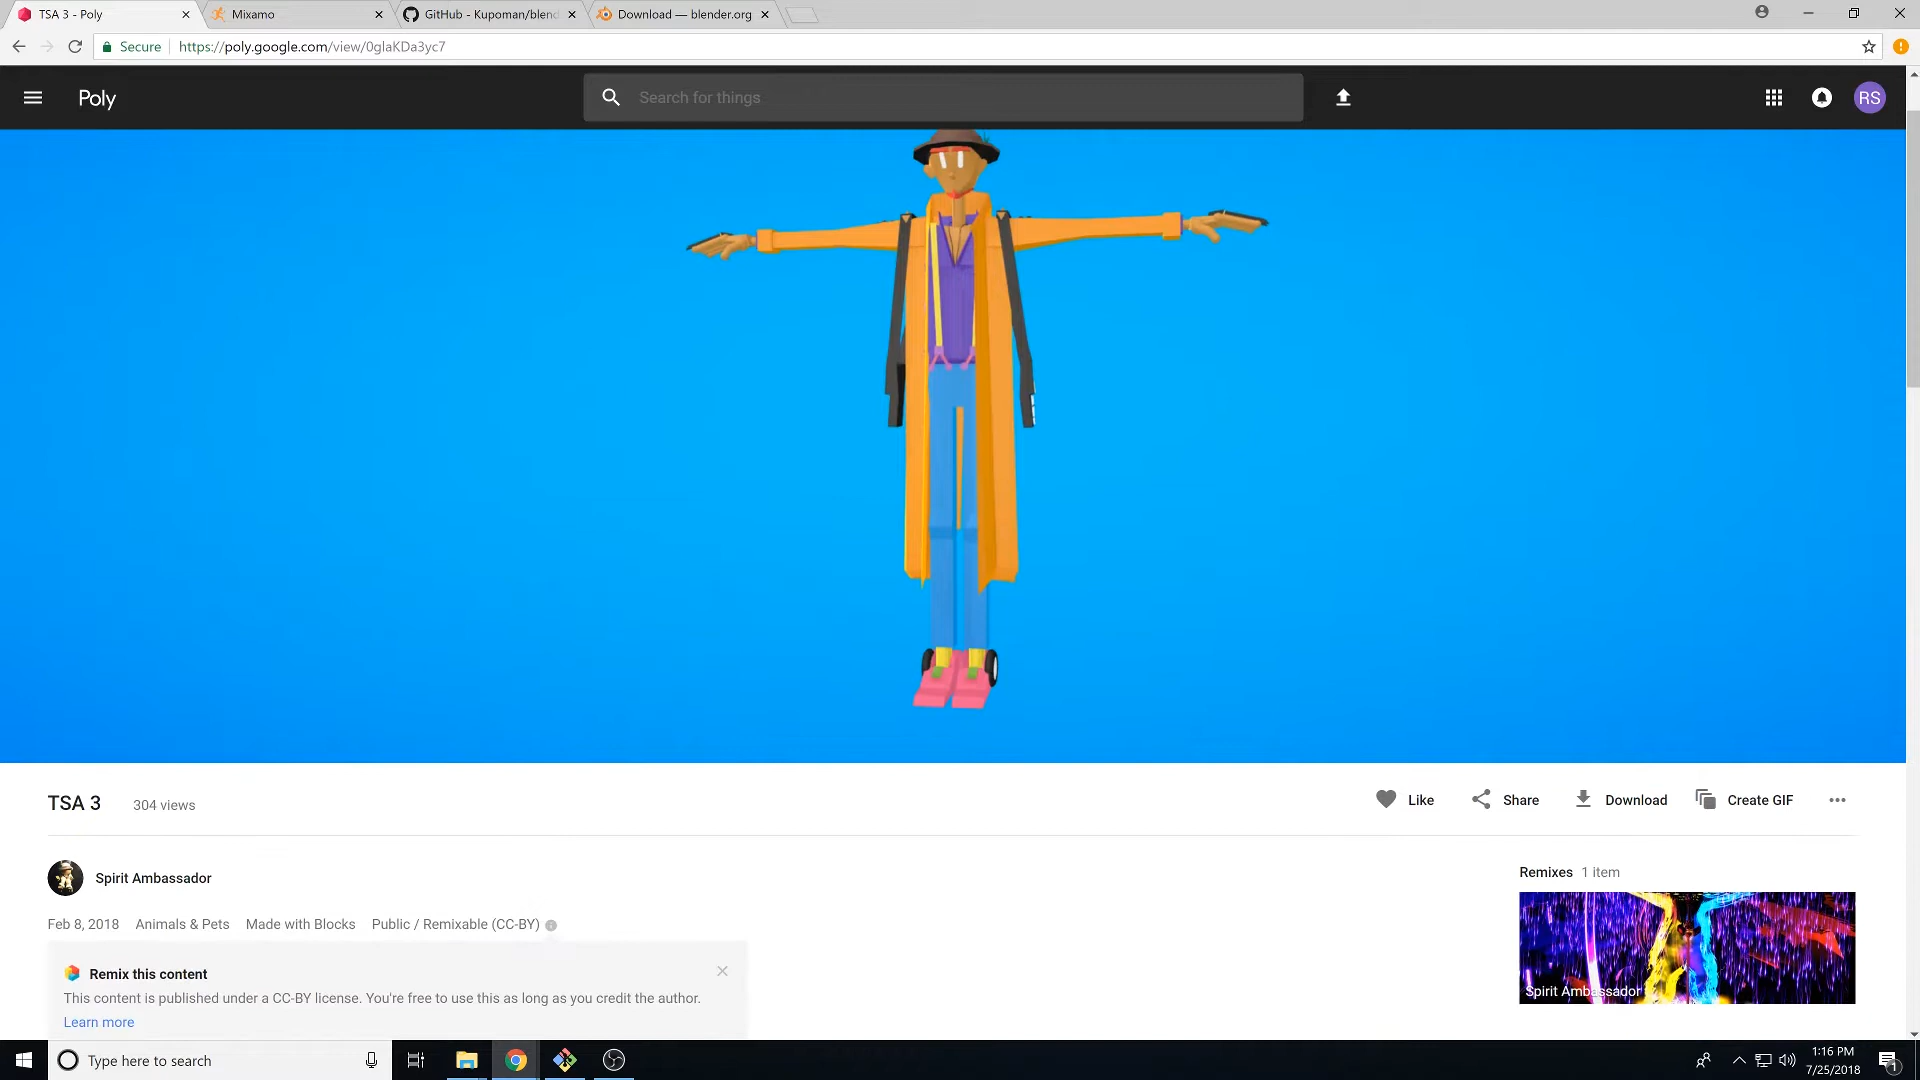 TSA 3 - Poly
Mixamo
GitHub - Kupoman/blend
Download — blender.org
Secure
https://poly.google.com/view/0glaKDa3yc7
Poly
Search for things
RS
TSA 3
304 views
Like
Share
Download
Create GIF
Spirit Ambassador
Remixes 1 item
Feb 8, 2018 Animals & Pets Made with Blocks Public / Remixable (CC-BY)
Remix this content
This content is published under a CC-BY license. You're free to use this as long as you credit the author.
Learn more
Spirit Ambassador
Type here to search
1:16 PM
7/25/2018
1